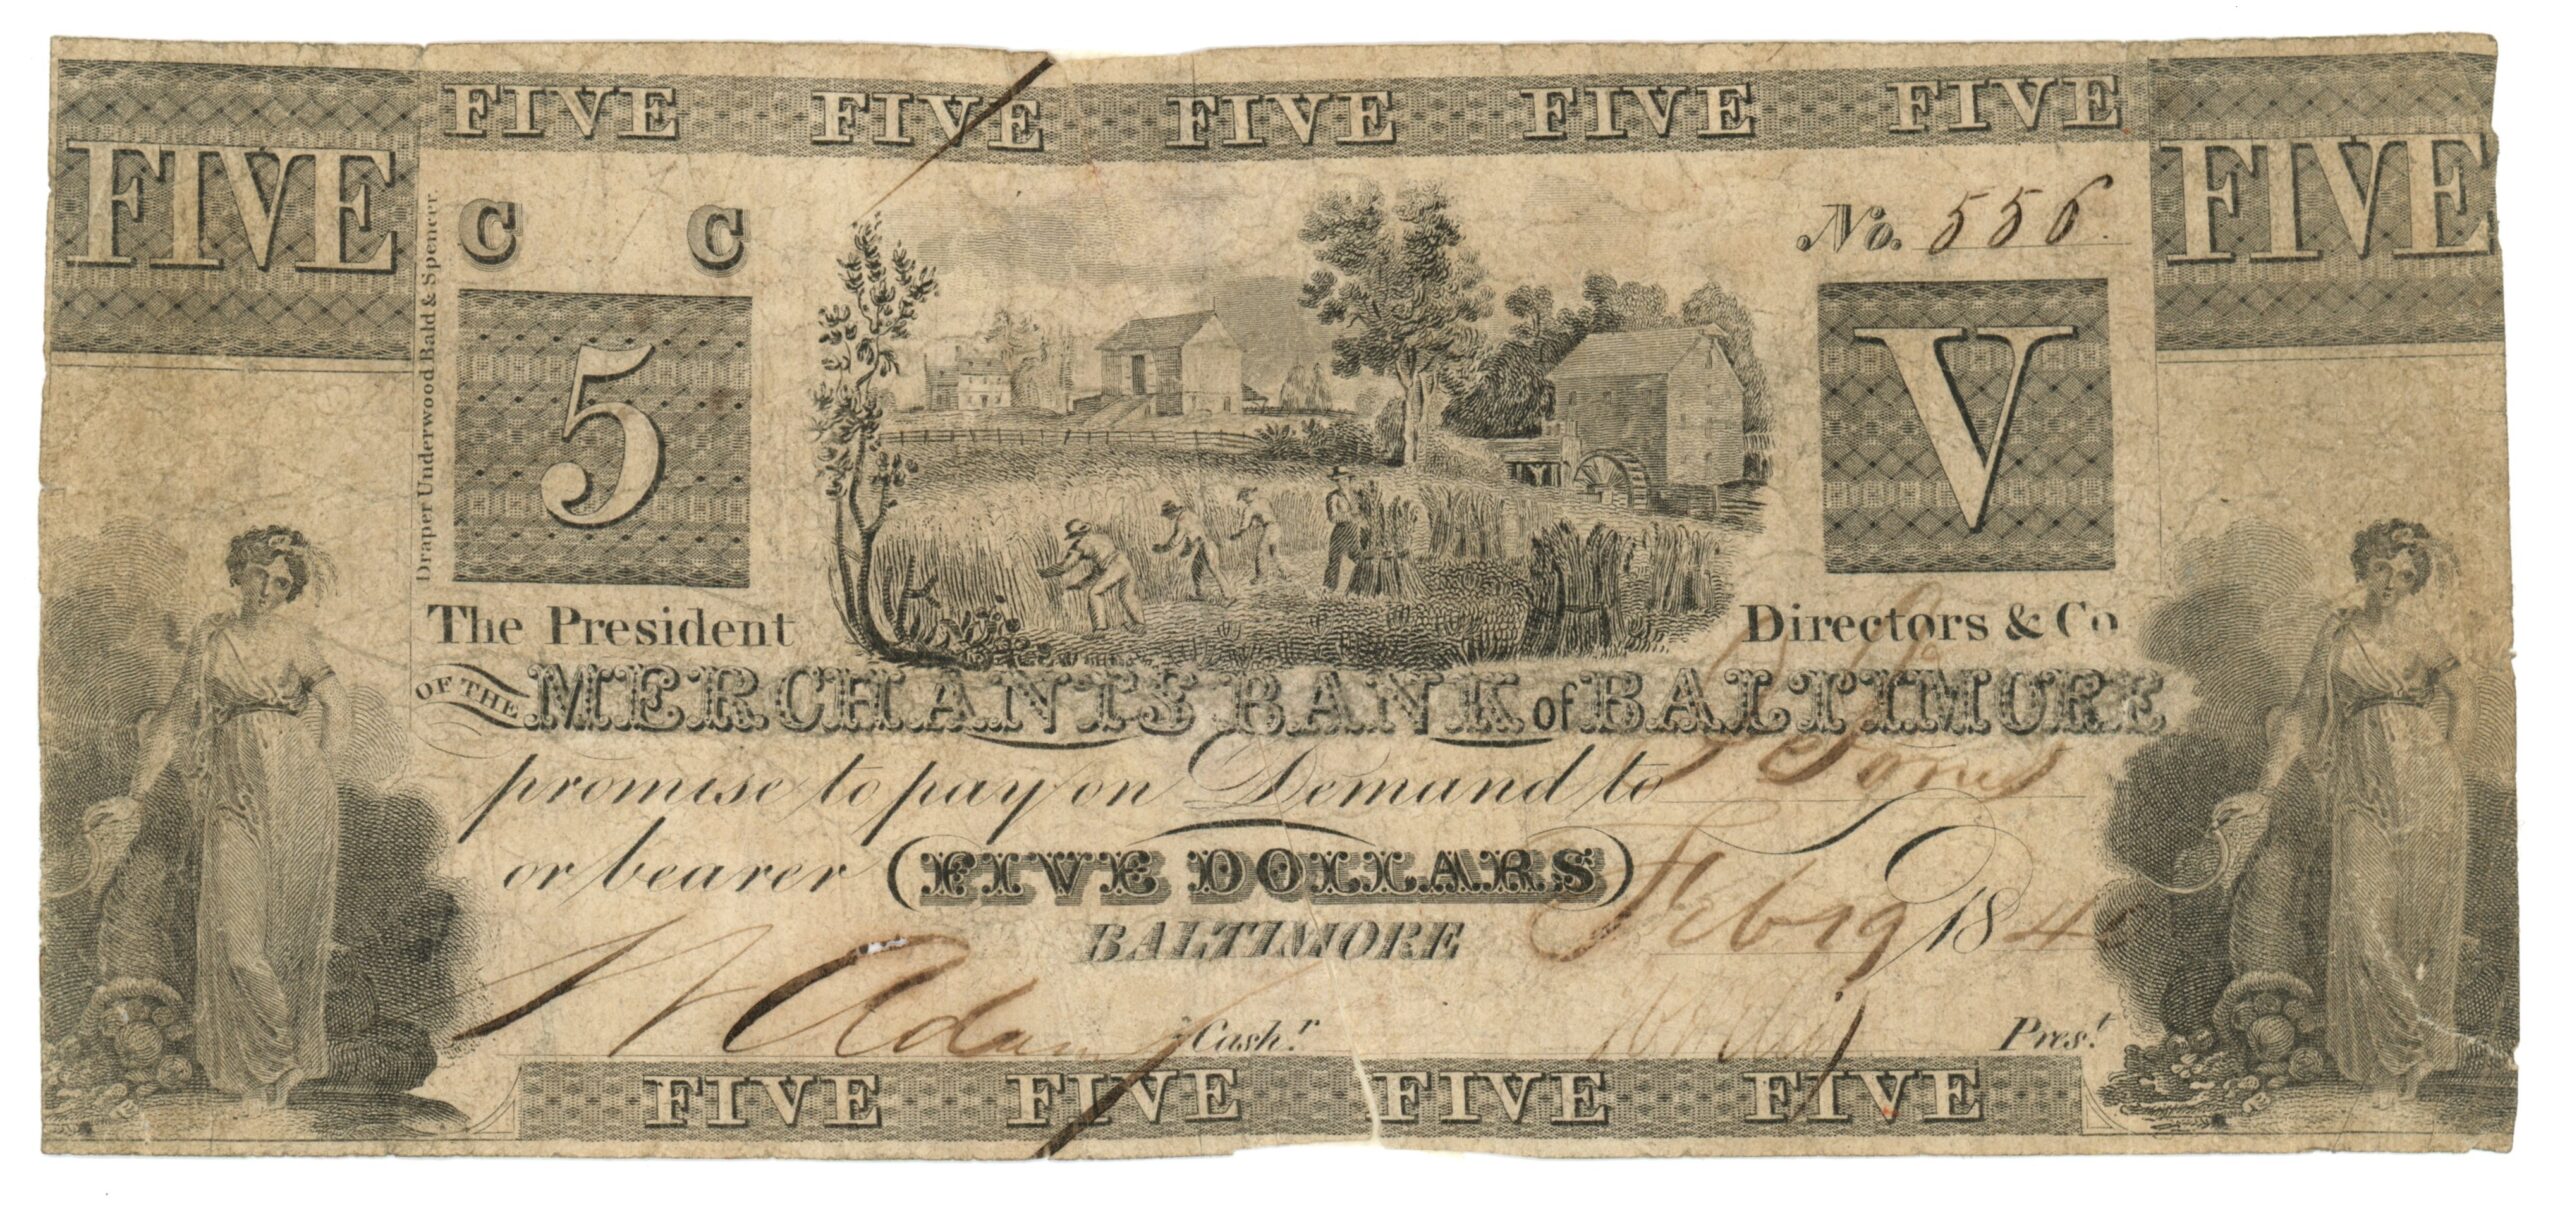 FIVE FIVE FIVE FIVE FIVE
FIVE
FIVE
C C
No. 556
Draper Underwood Bald & Spencer.
5
V
The President
Directors & Co
OF THE MERCHANTS BANK of BALTIMORE
promise to pay on Demand to
or bearer (FIVE DOLLARS)
BALTIMORE Feb 19 1840
Cash.r
Pres.t
FIVE FIVE FIVE FIVE